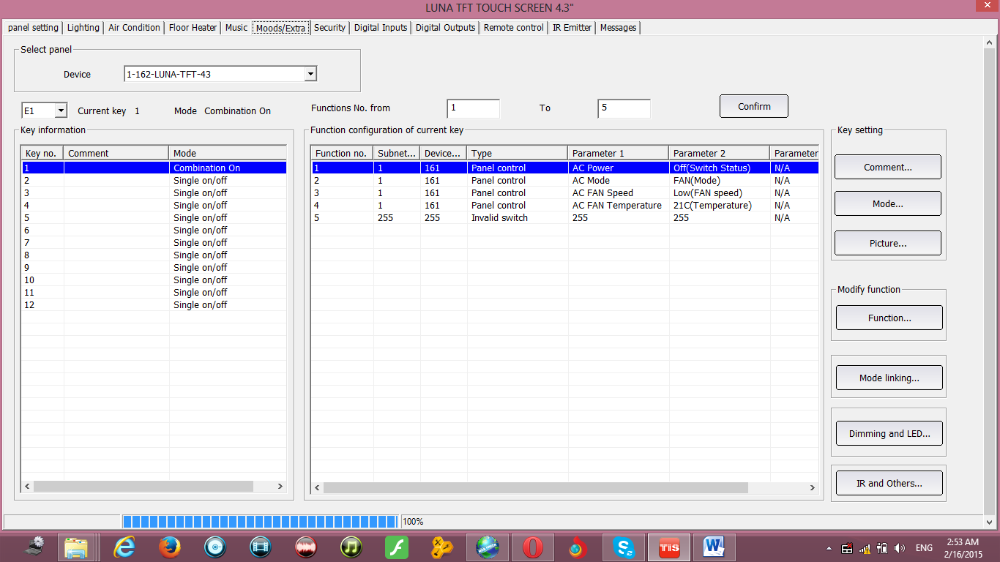 LUNA TFT TOUCH SCREEN 4.3"
panel setting Lighting Air Condition Floor Heater Music Moods/Extra Security Digital Inputs Digital Outputs Remote control IR Emitter Messages
Select panel
Device 1-162-LUNA-TFT-43
E1 Current key 1 Mode Combination On Functions No. from 1 To 5 Confirm
Key information Function configuration of current key Key setting
Key no. Comment Mode Function no. Subnet... Device... Type Parameter 1 Parameter 2 Parameter
1 Combination On 1 1 161 Panel control AC Power Off(Switch Status) N/A
2 Single on/off 2 1 161 Panel control AC Mode FAN(Mode) N/A
3 Single on/off 3 1 161 Panel control AC FAN Speed Low(FAN speed) N/A
4 Single on/off 4 1 161 Panel control AC FAN Temperature 21C(Temperature) N/A
5 Single on/off 5 255 255 Invalid switch 255 255 N/A
6 Single on/off
7 Single on/off
8 Single on/off
9 Single on/off
10 Single on/off
11 Single on/off
12 Single on/off
Comment...
Mode...
Picture...
Modify function
Function...
Mode linking...
Dimming and LED...
IR and Others...
100%
TIS
ENG
2:53 AM
2/16/2015